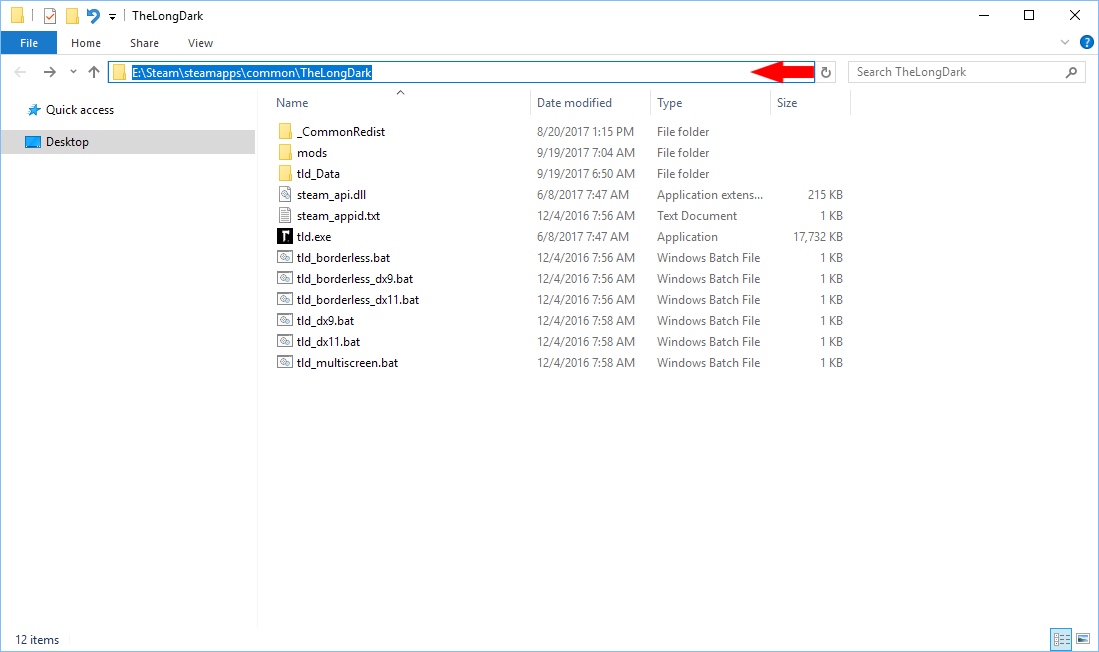 TheLongDark
File Home Share View
E:\Steam\steamapps\common\TheLongDark Search TheLongDark
Quick access
Desktop
Name Date modified Type Size
_CommonRedist 8/20/2017 1:15 PM File folder
mods 9/19/2017 7:04 AM File folder
tld_Data 9/19/2017 6:50 AM File folder
steam_api.dll 6/8/2017 7:47 AM Application extens... 215 KB
steam_appid.txt 12/4/2016 7:56 AM Text Document 1 KB
tld.exe 6/8/2017 7:47 AM Application 17,732 KB
tld_borderless.bat 12/4/2016 7:56 AM Windows Batch File 1 KB
tld_borderless_dx9.bat 12/4/2016 7:56 AM Windows Batch File 1 KB
tld_borderless_dx11.bat 12/4/2016 7:56 AM Windows Batch File 1 KB
tld_dx9.bat 12/4/2016 7:58 AM Windows Batch File 1 KB
tld_dx11.bat 12/4/2016 7:58 AM Windows Batch File 1 KB
tld_multiscreen.bat 12/4/2016 7:58 AM Windows Batch File 1 KB
12 items